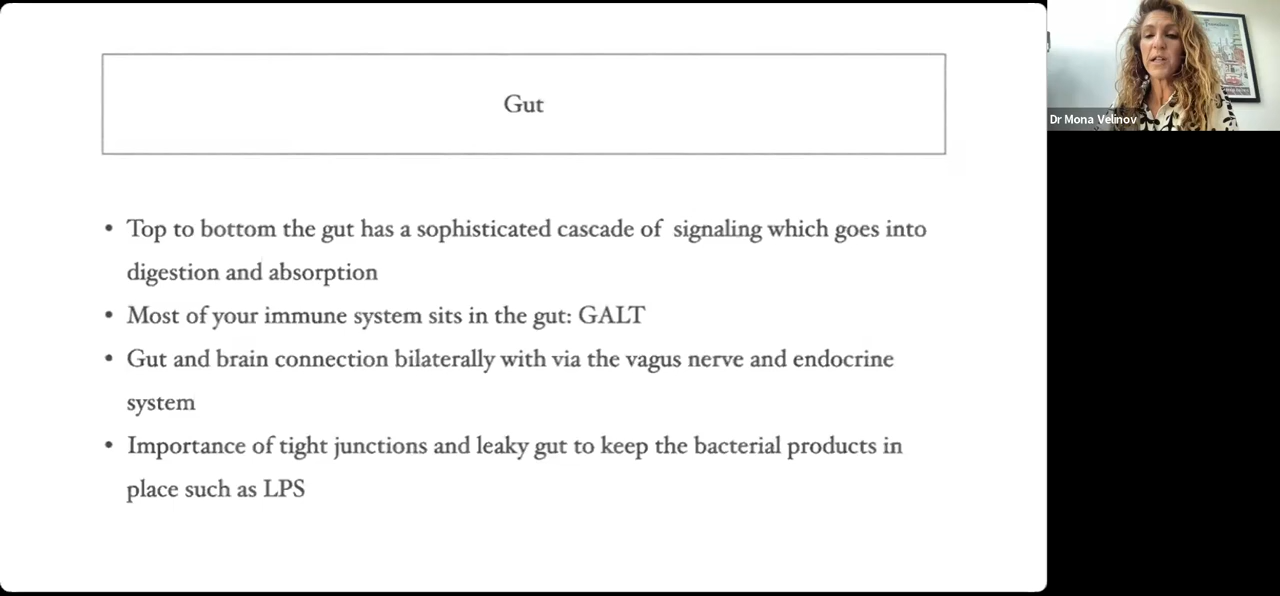 Gut
• Top to bottom the gut has a sophisticated cascade of signaling which goes into
digestion and absorption
• Most of your immune system sits in the gut: GALT
• Gut and brain connection bilaterally with via the vagus nerve and endocrine
system
• Importance of tight junctions and leaky gut to keep the bacterial products in
place such as LPS
Dr Mona Velinov